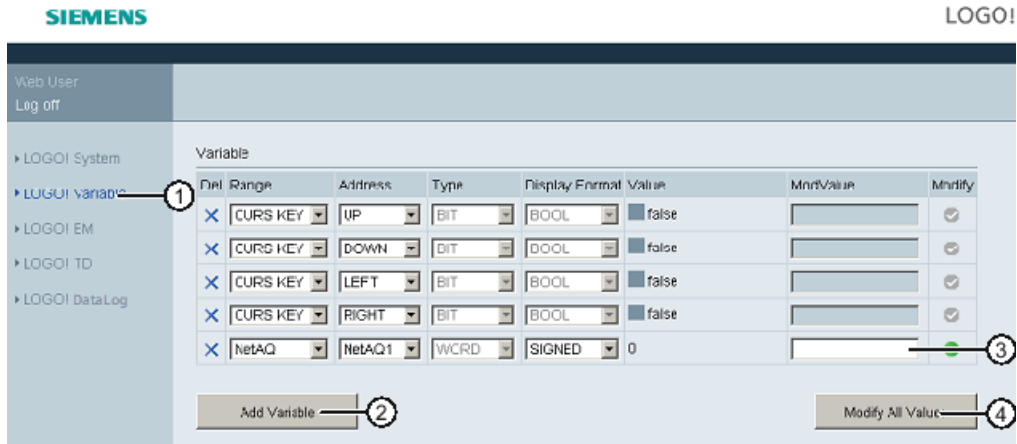 SIEMENS LOGO!
Web User
Log off
LOGO! System
LOGO! Variable
LOGO! EM
LOGO! TD
LOGO! DataLog
Variable
Del Range Address Type Display Format Value ModValue Modify
CURS KEY UP BIT BOOL false
CURS KEY DOWN BIT BOOL false
CURS KEY LEFT BIT BOOL false
CURS KEY RIGHT BIT BOOL false
NetAQ NetAQ1 WORD SIGNED 0
Add Variable
Modify All Value
1
2
3
4